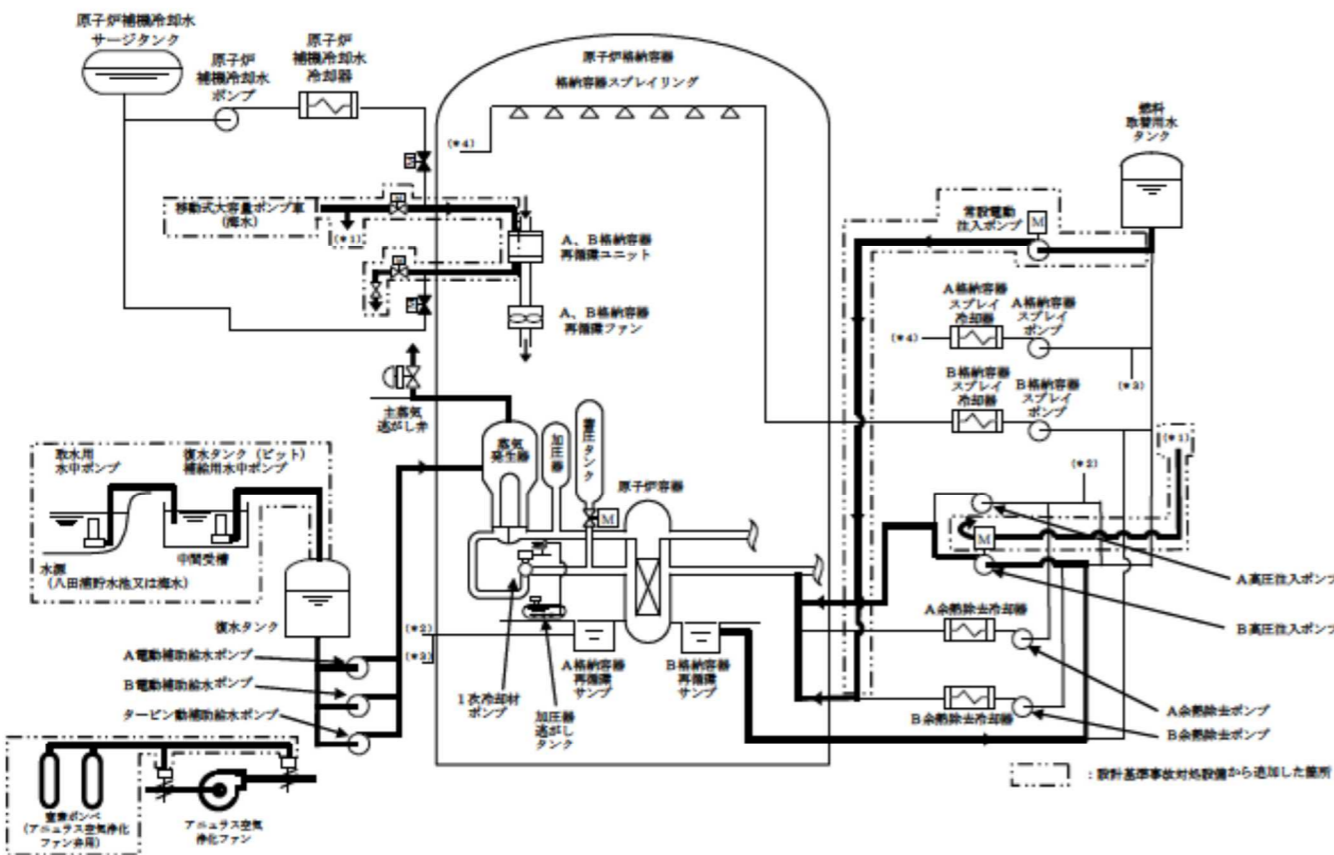 原子炉補機冷却水
サージタンク
原子炉
補機冷却水
ポンプ
原子炉
補機冷却水
冷却器
原子炉格納容器
格納容器スプレイリング
(*4)
燃料
取替用水
タンク
M
移動式大容量ポンプ車
(海水)
(*1)
M
M
M
M
A、B格納容器
再循環ユニット
A、B格納容器
再循環ファン
常設電動
注入ポンプ
M
A格納容器
スプレイ
冷却器
A格納容器
スプレイ
ポンプ
(*4)
(*3)
B格納容器
スプレイ
冷却器
B格納容器
スプレイ
ポンプ
主蒸気
逃がし弁
蒸気
発生器
加圧器
蓄圧タンク
M
原子炉容器
(*1)
(*2)
M
取水用
水中ポンプ
復水タンク(ピット)
補給用水中ポンプ
中間受槽
水源
(八田浦貯水池又は海水)
復水タンク
A高圧注入ポンプ
B高圧注入ポンプ
A余熱除去冷却器
B余熱除去冷却器
A余熱除去ポンプ
B余熱除去ポンプ
(*2)
(*3)
A電動補助給水ポンプ
B電動補助給水ポンプ
タービン動補助給水ポンプ
1次冷却材
ポンプ
加圧器
逃がし
タンク
A格納容器
再循環
サンプ
B格納容器
再循環
サンプ
窒素ボンベ
(アニュラス空気浄化
ファン弁用)
アニュラス空気
浄化ファン
:設計基準事故対処設備から追加した箇所